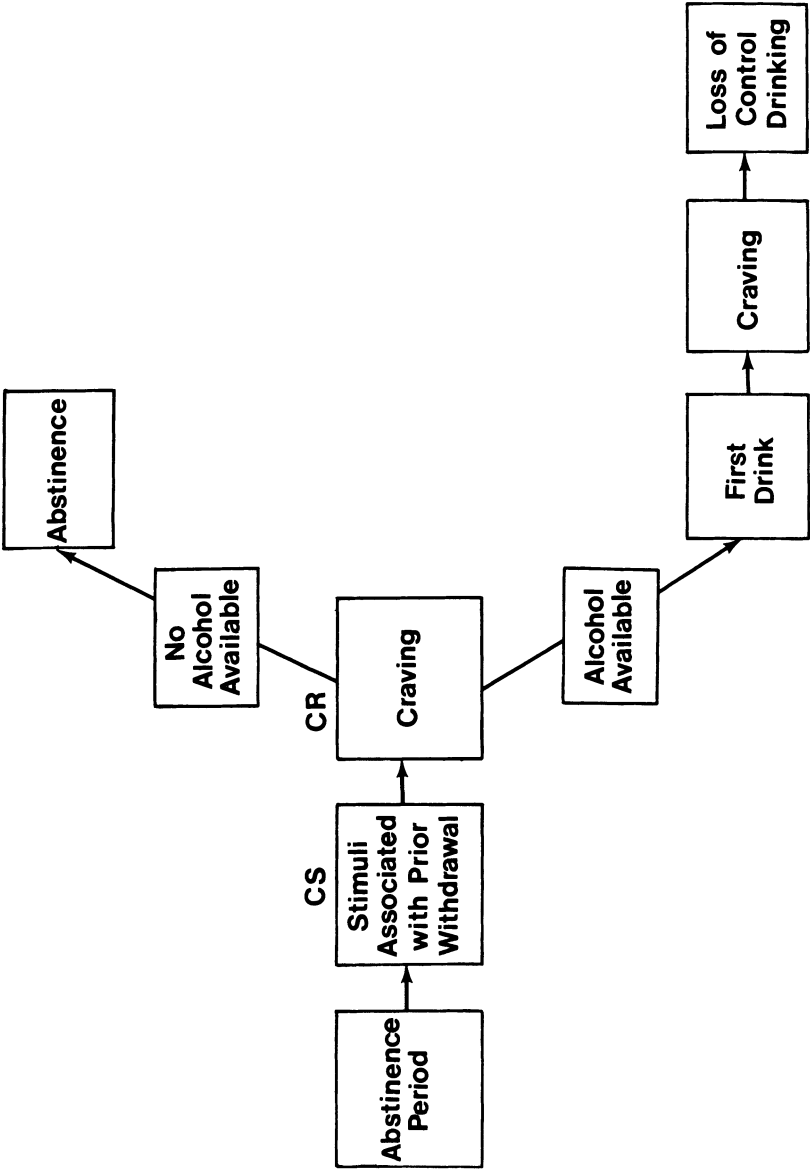 Abstinence
Period
CS
Stimuli
Associated
with Prior
Withdrawal
CR
Craving
No
Alcohol
Available
Abstinence
Alcohol
Available
First
Drink
Craving
Loss of
Control
Drinking